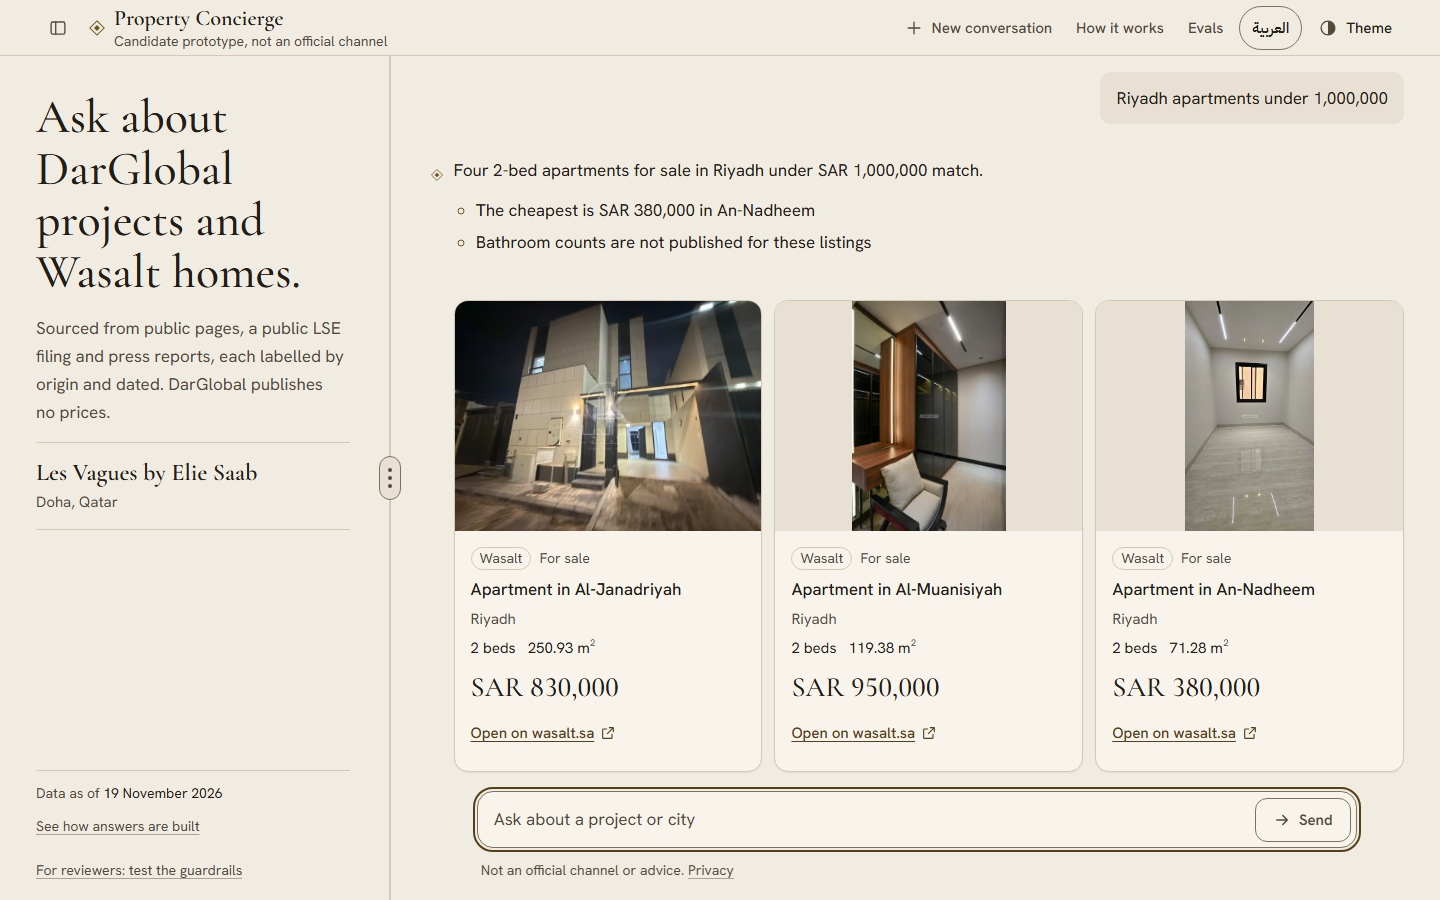 Property Concierge
Candidate prototype, not an official channel
New conversation
How it works
Evals
العربية
Theme
Ask about
DarGlobal
projects and
Wasalt homes.
Sourced from public pages, a public LSE
filing and press reports, each labelled by
origin and dated. DarGlobal publishes
no prices.
Les Vagues by Elie Saab
Doha, Qatar
Data as of 19 November 2026
See how answers are built
For reviewers: test the guardrails
Riyadh apartments under 1,000,000
Four 2-bed apartments for sale in Riyadh under SAR 1,000,000 match.
The cheapest is SAR 380,000 in An-Nadheem
Bathroom counts are not published for these listings
Wasalt For sale
Apartment in Al-Janadriyah
Riyadh
2 beds 250.93 m²
SAR 830,000
Open on wasalt.sa
Wasalt For sale
Apartment in Al-Muanisiyah
Riyadh
2 beds 119.38 m²
SAR 950,000
Open on wasalt.sa
Wasalt For sale
Apartment in An-Nadheem
Riyadh
2 beds 71.28 m²
SAR 380,000
Open on wasalt.sa
Ask about a project or city
Send
Not an official channel or advice. Privacy